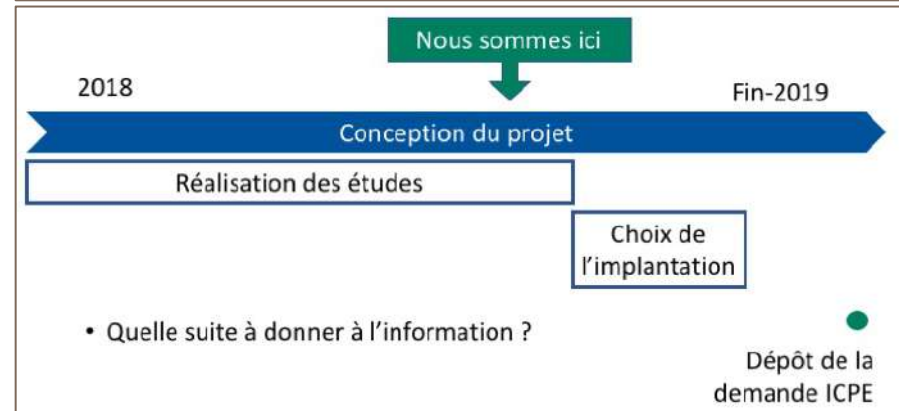 Nous sommes ici
2018
Fin-2019
Conception du projet
Réalisation des études
Choix de
l'implantation
• Quelle suite à donner à l'information ?
Dépôt de la
demande ICPE